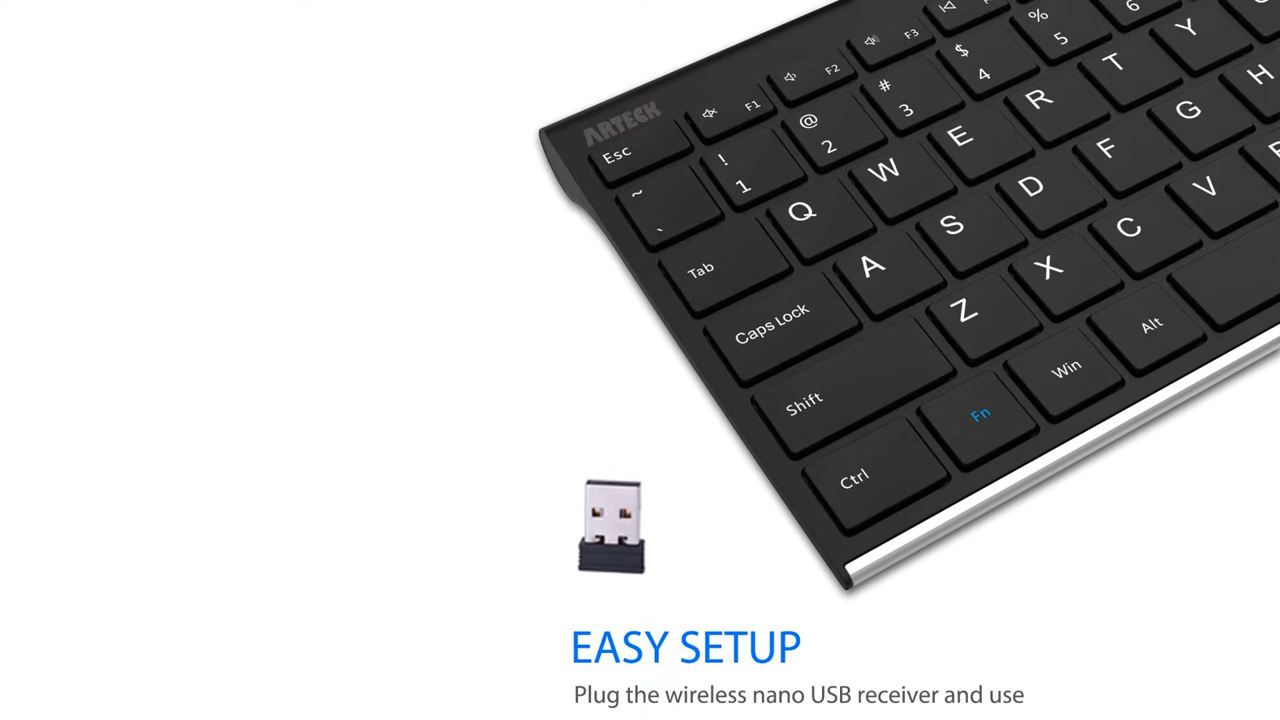 ARTECK
Esc
F1
F2
F3
~
`
!
1
@
2
#
3
$
4
%
5
6
Tab
Q
W
E
R
T
Y
Caps Lock
A
S
D
F
G
H
Shift
Z
X
C
V
Ctrl
Fn
Win
Alt
EASY SETUP
Plug the wireless nano USB receiver and use